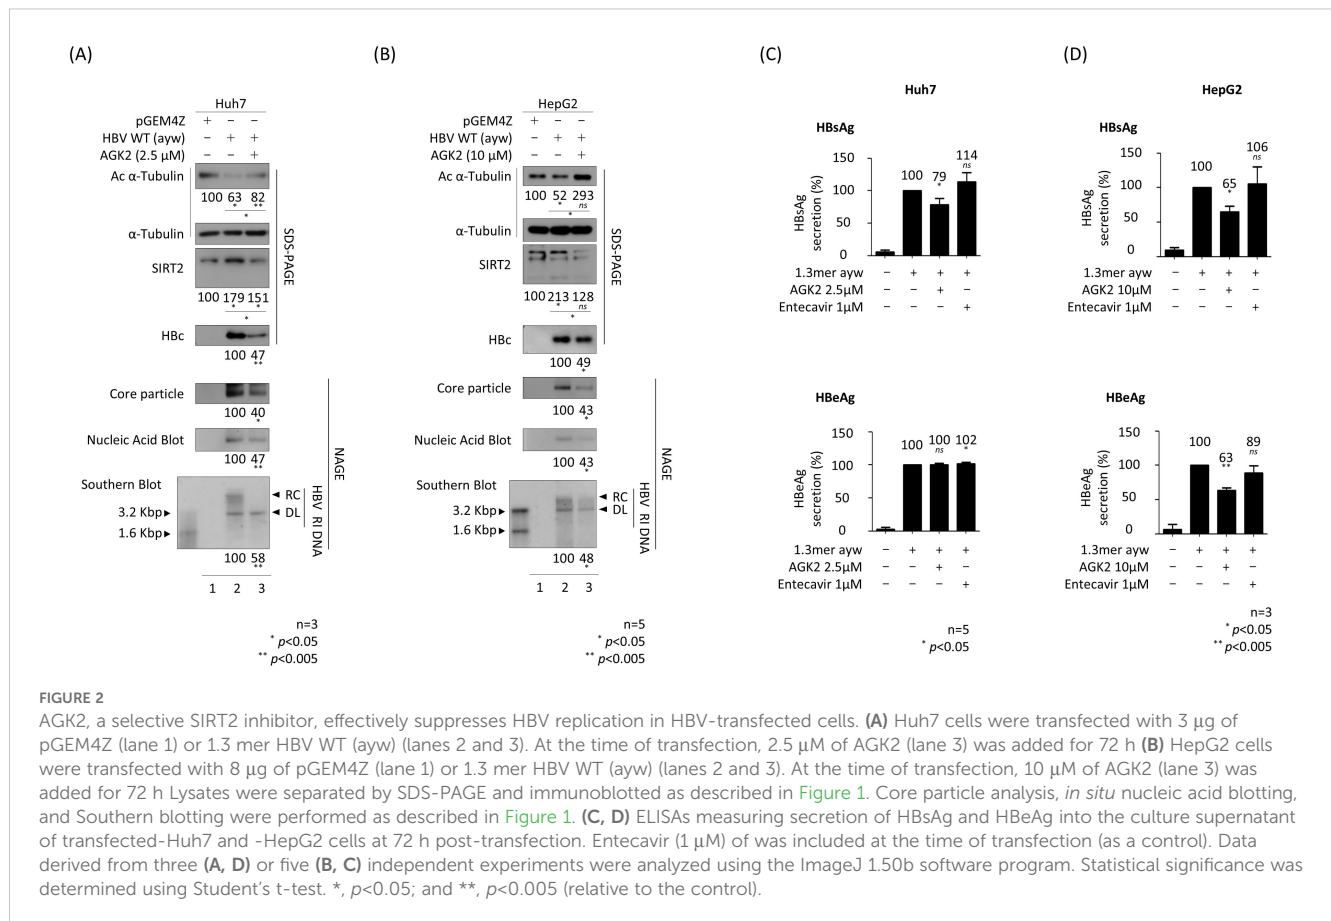 (A)
Huh7
pGEM4Z + – –
HBV WT (ayw) – + +
AGK2 (2.5 µM) – – +
Ac α-Tubulin
100 63 82
* **
*
α-Tubulin
SIRT2
100 179 151
* *
*
HBc
100 47
**
SDS-PAGE
Core particle
100 40
*
Nucleic Acid Blot
100 47
**
Southern Blot
◄ RC
3.2 Kbp► ◄ DL
1.6 Kbp►
HBV RI DNA
NAGE
100 58
**
1 2 3
n=3
* p<0.05
** p<0.005
(B)
HepG2
pGEM4Z + – –
HBV WT (ayw) – + +
AGK2 (10 µM) – – +
Ac α-Tubulin
100 52 293
* ns
*
α-Tubulin
SIRT2
100 213 128
* ns
*
HBc
100 49
*
SDS-PAGE
Core particle
100 43
*
Nucleic Acid Blot
100 43
*
Southern Blot
◄ RC
3.2 Kbp► ◄ DL
1.6 Kbp►
HBV RI DNA
NAGE
100 48
*
1 2 3
n=5
* p<0.05
** p<0.005
(C)
Huh7
HBsAg
HBsAg secretion (%)
150
100
50
0
100 79 114
* ns
1.3mer ayw – + + +
AGK2 2.5µM – – + –
Entecavir 1µM – – – +
HBeAg
HBeAg secretion (%)
150
100
50
0
100 100 102
ns *
1.3mer ayw – + + +
AGK2 2.5µM – – + –
Entecavir 1µM – – – +
n=5
* p<0.05
(D)
HepG2
HBsAg
HBsAg secretion (%)
150
100
50
0
100 65 106
* ns
1.3mer ayw – + + +
AGK2 10µM – – + –
Entecavir 1µM – – – +
HBeAg
HBeAg secretion (%)
150
100
50
0
100 63 89
** ns
1.3mer ayw – + + +
AGK2 10µM – – + –
Entecavir 1µM – – – +
n=3
* p<0.05
** p<0.005
FIGURE 2
AGK2, a selective SIRT2 inhibitor, effectively suppresses HBV replication in HBV-transfected cells. (A) Huh7 cells were transfected with 3 µg of
pGEM4Z (lane 1) or 1.3 mer HBV WT (ayw) (lanes 2 and 3). At the time of transfection, 2.5 µM of AGK2 (lane 3) was added for 72 h (B) HepG2 cells
were transfected with 8 µg of pGEM4Z (lane 1) or 1.3 mer HBV WT (ayw) (lanes 2 and 3). At the time of transfection, 10 µM of AGK2 (lane 3) was
added for 72 h Lysates were separated by SDS-PAGE and immunoblotted as described in Figure 1. Core particle analysis, in situ nucleic acid blotting,
and Southern blotting were performed as described in Figure 1. (C, D) ELISAs measuring secretion of HBsAg and HBeAg into the culture supernatant
of transfected-Huh7 and -HepG2 cells at 72 h post-transfection. Entecavir (1 µM) of was included at the time of transfection (as a control). Data
derived from three (A, D) or five (B, C) independent experiments were analyzed using the ImageJ 1.50b software program. Statistical significance was
determined using Student's t-test. *, p<0.05; and **, p<0.005 (relative to the control).